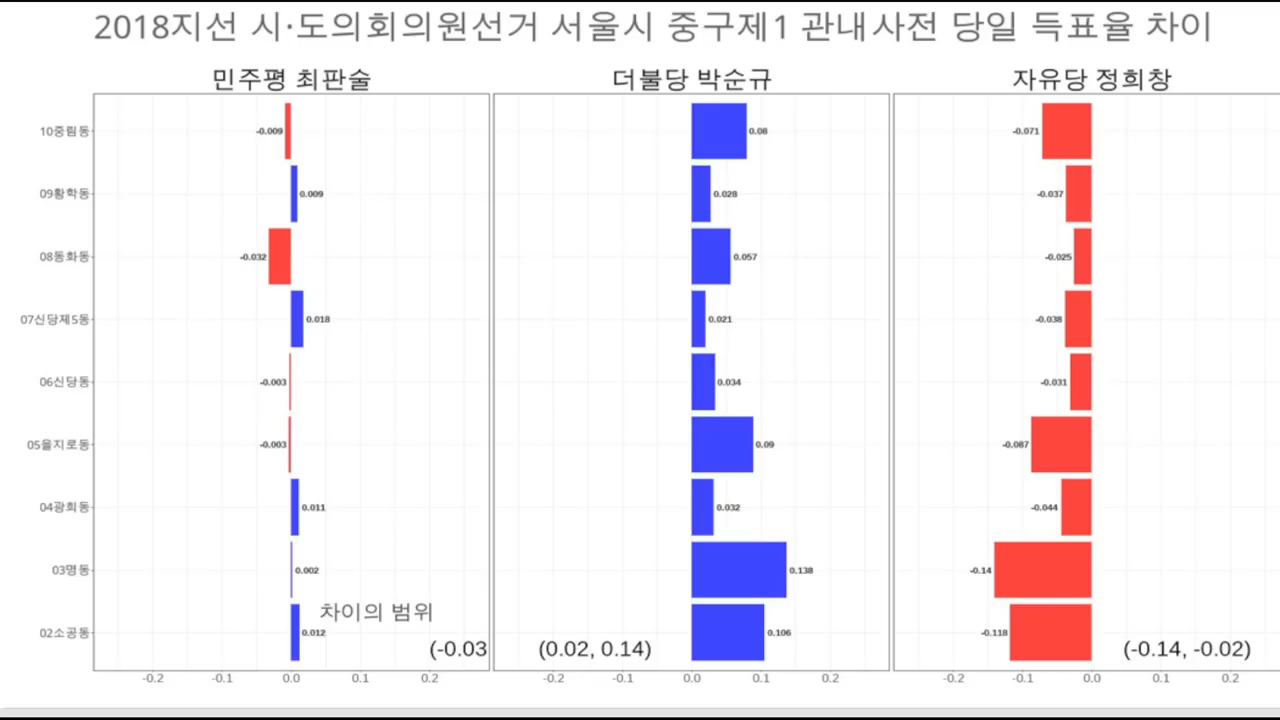 2018지선 시·도의회의원선거 서울시 중구제1 관내사전 당일 득표율 차이
민주평 최판술 더불당 박순규 자유당 정희창
10중림동 -0.009 0.08 -0.071
09황학동 0.009 0.028 -0.037
08동화동 -0.032 0.057 -0.025
07신당제5동 0.018 0.021 -0.038
06신당동 -0.003 0.034 -0.031
05을지로동 -0.003 0.09 -0.087
04광희동 0.011 0.032 -0.044
03명동 0.002 0.138 -0.14
차이의 범위
02소공동 0.012 0.106 -0.118
(-0.03 (0.02, 0.14) (-0.14, -0.02)
-0.2 -0.1 0.0 0.1 0.2 -0.2 -0.1 0.0 0.1 0.2 -0.2 -0.1 0.0 0.1 0.2